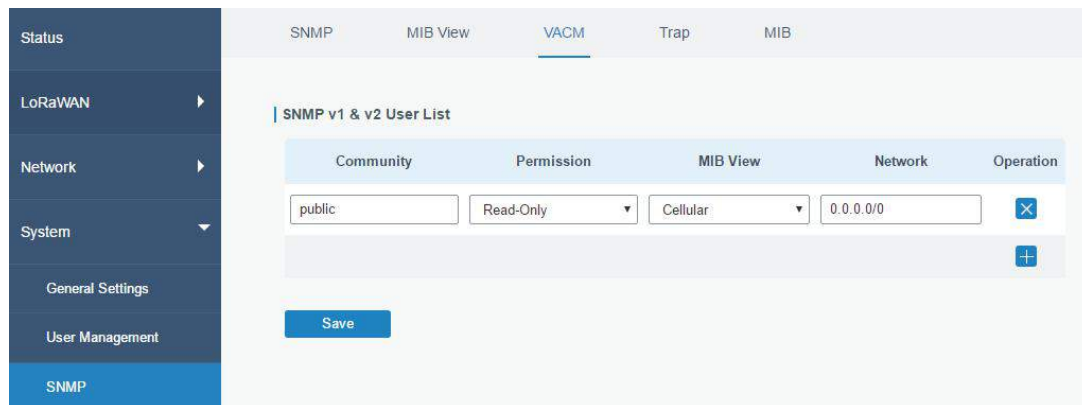 Status
SNMP MIB View VACM Trap MIB
LoRaWAN
SNMP v1 & v2 User List
Network
Community Permission MIB View Network Operation
public Read-Only Cellular 0.0.0.0/0
System
General Settings
User Management
Save
SNMP